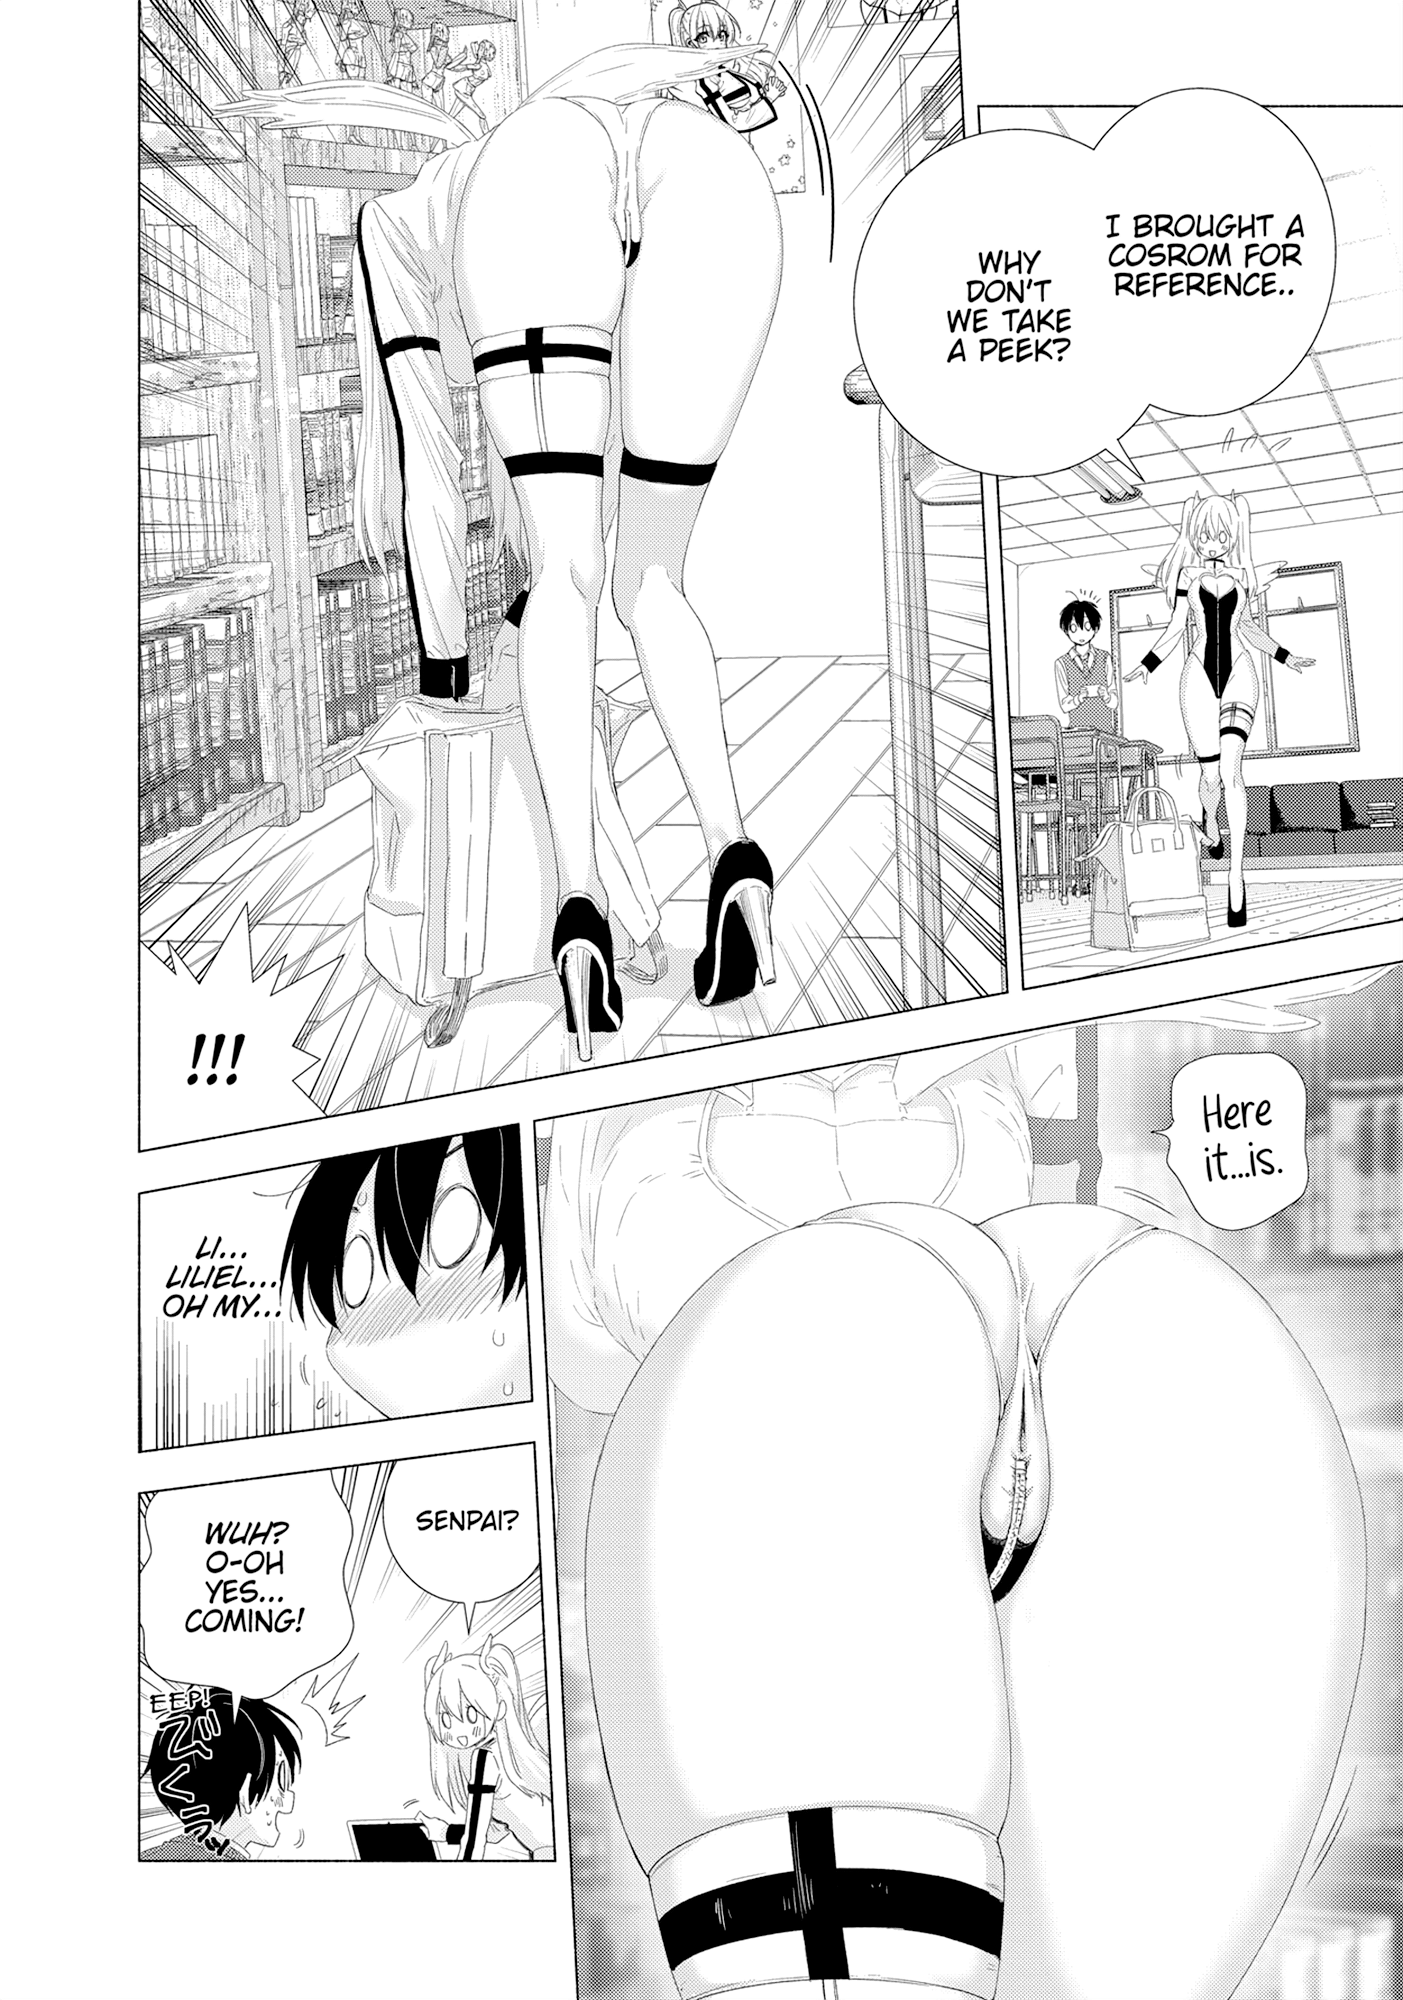 I BROUGHT A
COSROM FOR
REFERENCE..
WHY
DON'T
WE TAKE
A PEEK?
!!!
Here
it...is.
LI...
LILIEL...
OH MY...
SENPAI?
WUH?
O-OH
YES...
COMING!
EEP!
びくぅっ